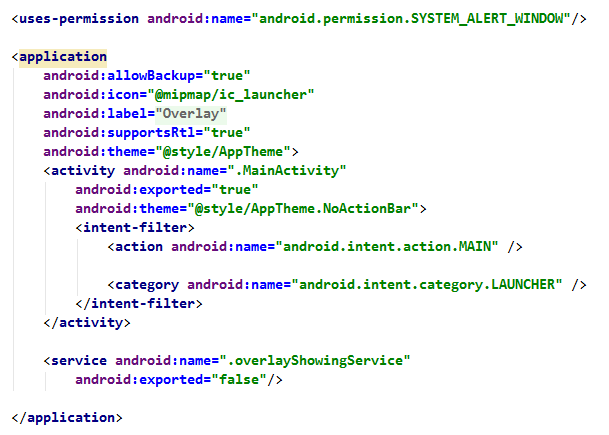 <uses-permission android:name="android.permission.SYSTEM_ALERT_WINDOW"/>
<application
android:allowBackup="true"
android:icon="@mipmap/ic_launcher"
android:label="Overlay"
android:supportsRtl="true"
android:theme="@style/AppTheme">
<activity android:name=".MainActivity"
android:exported="true"
android:theme="@style/AppTheme.NoActionBar">
<intent-filter>
<action android:name="android.intent.action.MAIN" />
<category android:name="android.intent.category.LAUNCHER" />
</intent-filter>
</activity>
<service android:name=".overlayShowingService"
android:exported="false"/>
</application>